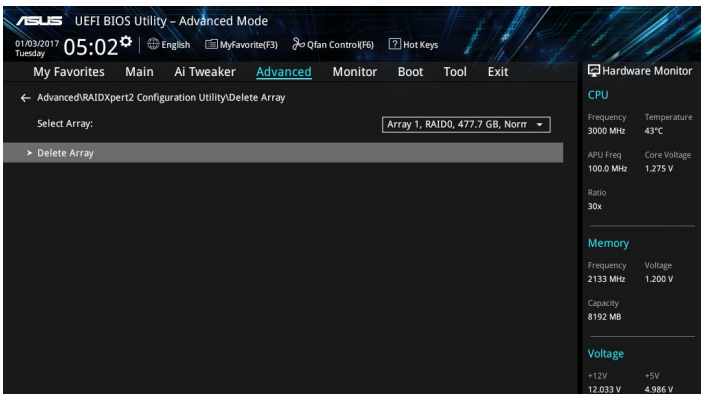 ASUS UEFI BIOS Utility – Advanced Mode
01/03/2017 Tuesday 05:02 English MyFavorite(F3) Qfan Control(F6) ? Hot Keys
My Favorites Main Ai Tweaker Advanced Monitor Boot Tool Exit
Hardware Monitor
← Advanced\RAIDXpert2 Configuration Utility\Delete Array
Select Array: Array 1, RAID0, 477.7 GB, Norm
> Delete Array
CPU
Frequency Temperature
3000 MHz 43°C
APU Freq Core Voltage
100.0 MHz 1.275 V
Ratio
30x
Memory
Frequency Voltage
2133 MHz 1.200 V
Capacity
8192 MB
Voltage
+12V +5V
12.033 V 4.986 V